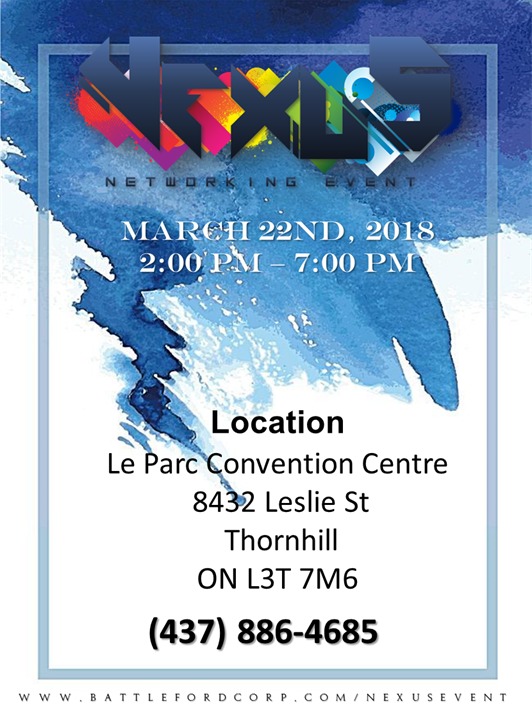 NEXUS
NETWORKING EVENT
MARCH 22ND, 2018
2:00 PM – 7:00 PM
Location
Le Parc Convention Centre
8432 Leslie St
Thornhill
ON L3T 7M6
(437) 886-4685
WWW.BATTLEFORDCORP.COM/NEXUSEVENT